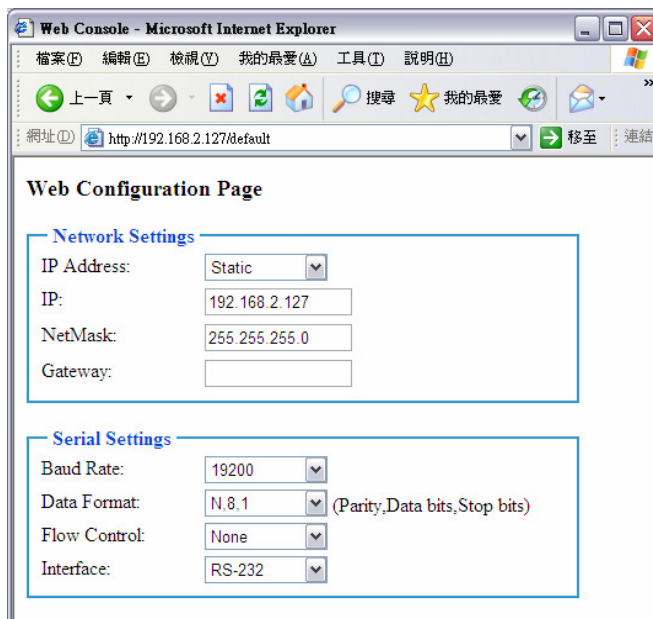 Web Console - Microsoft Internet Explorer
檔案(F) 編輯(E) 檢視(V) 我的最愛(A) 工具(T) 說明(H)
上一頁 搜尋 我的最愛 »
網址(D) http://192.168.2.127/default 移至 連結
Web Configuration Page
Network Settings
IP Address: Static
IP: 192.168.2.127
NetMask: 255.255.255.0
Gateway:
Serial Settings
Baud Rate: 19200
Data Format: N,8,1 (Parity,Data bits,Stop bits)
Flow Control: None
Interface: RS-232